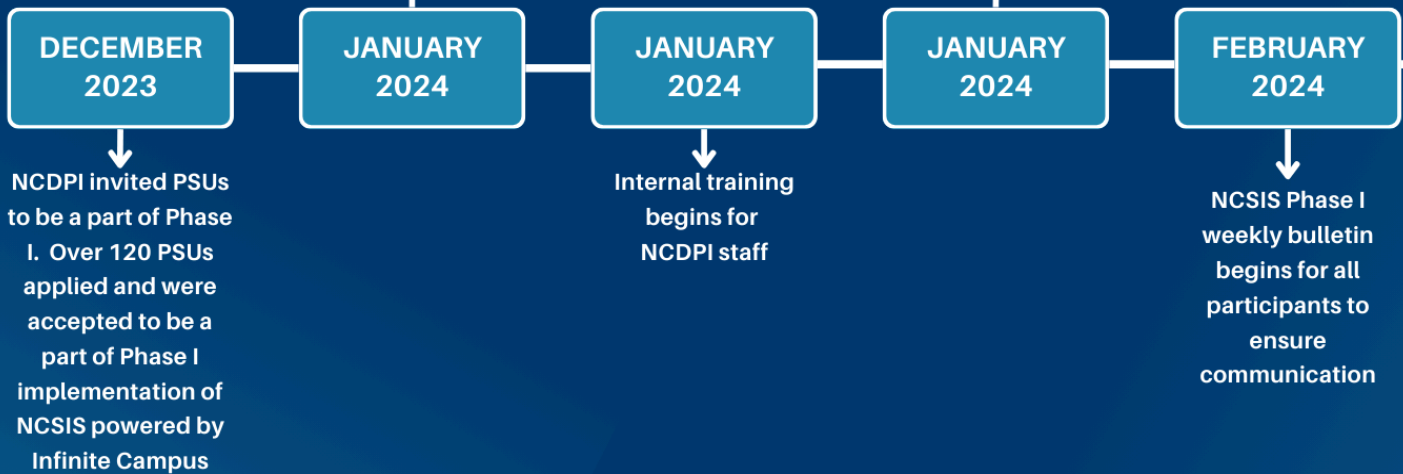 DECEMBER
2023
JANUARY
2024
JANUARY
2024
JANUARY
2024
FEBRUARY
2024
NCDPI invited PSUs
to be a part of Phase
I. Over 120 PSUs
applied and were
accepted to be a
part of Phase I
implementation of
NCSIS powered by
Infinite Campus
Internal training
begins for
NCDPI staff
NCSIS Phase I
weekly bulletin
begins for all
participants to
ensure
communication